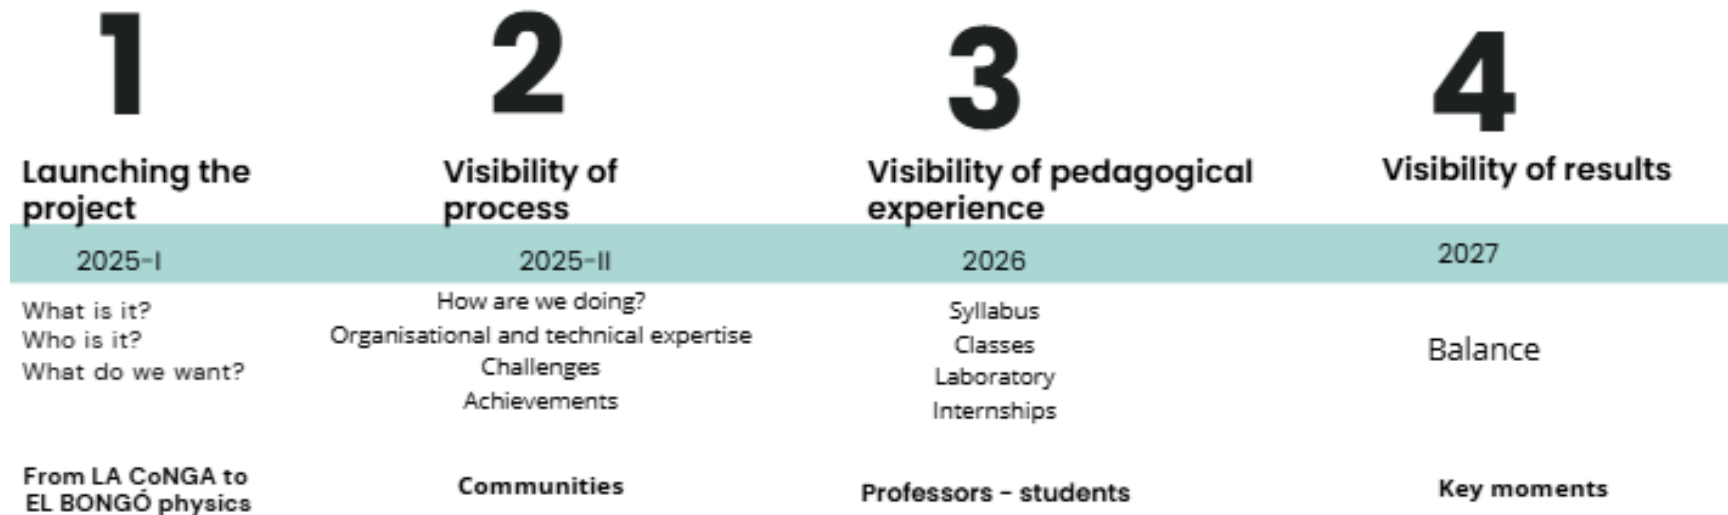 1
Launching the
project
2025-I
What is it?
Who is it?
What do we want?
From LA CoNGA to
EL BONGÓ physics
2
Visibility of
process
2025-II
How are we doing?
Organisational and technical expertise
Challenges
Achievements
Communities
3
Visibility of pedagogical
experience
2026
Syllabus
Classes
Laboratory
Internships
Professors - students
4
Visibility of results
2027
Balance
Key moments